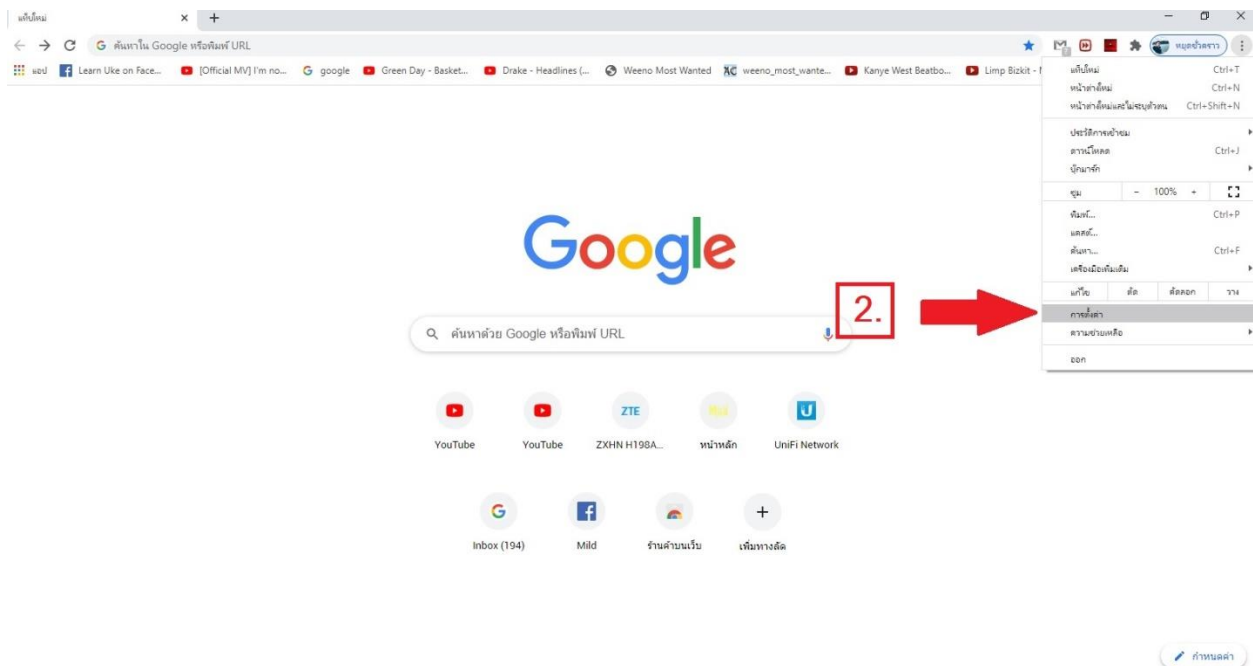 แท็บใหม่
ค้นหาใน Google หรือพิมพ์ URL
หยุดชั่วคราว
แอป Learn Uke on Face... [Official MV] I'm no... google Green Day - Basket... Drake - Headlines (... Weeno Most Wanted weeno_most_wante... Kanye West Beatbo... Limp Bizkit -
แท็บใหม่ Ctrl+T
หน้าต่างใหม่ Ctrl+N
หน้าต่างใหม่และไม่ระบุตัวตน Ctrl+Shift+N
ประวัติการเข้าชม
ดาวน์โหลด Ctrl+J
บุ๊กมาร์ก
ซูม - 100% +
พิมพ์... Ctrl+P
แคสต์...
ค้นหา... Ctrl+F
เครื่องมือเพิ่มเติม
แก้ไข ตัด คัดลอก วาง
การตั้งค่า
ความช่วยเหลือ
ออก
Google
2.
ค้นหาด้วย Google หรือพิมพ์ URL
ZTE
YouTube YouTube ZXHN H198A... หน้าหลัก UniFi Network
Inbox (194) Mild ร้านค้าบนเว็บ เพิ่มทางลัด
กำหนดค่า